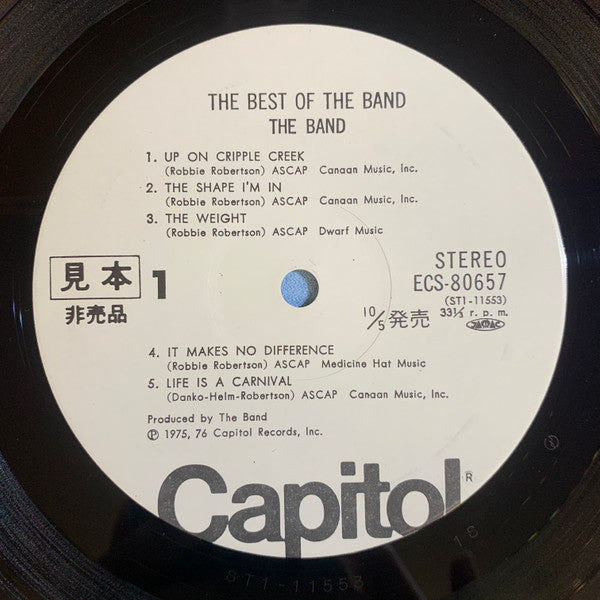 THE BEST OF THE BAND
THE BAND
1. UP ON CRIPPLE CREEK
(Robbie Robertson) ASCAP Canaan Music, Inc.
2. THE SHAPE I'M IN
(Robbie Robertson) ASCAP Canaan Music, Inc.
3. THE WEIGHT
(Robbie Robertson) ASCAP Dwarf Music
見本 1
非売品
STEREO
ECS-80657
(ST1-11553)
10/5発売 33 1/3 r. p. m. JASRAC
4. IT MAKES NO DIFFERENCE
(Robbie Robertson) ASCAP Medicine Hat Music
5. LIFE IS A CARNIVAL
(Danko-Helm-Robertson) ASCAP Canaan Music, Inc.
Produced by The Band
℗ 1975, 76 Capitol Records, Inc.
Capitol®
ST1-11553
1S